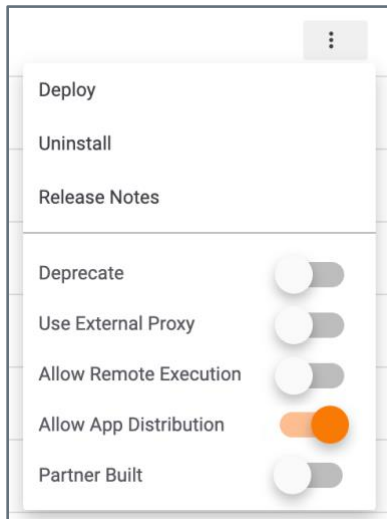 Deploy
Uninstall
Release Notes
Deprecate
Use External Proxy
Allow Remote Execution
Allow App Distribution
Partner Built